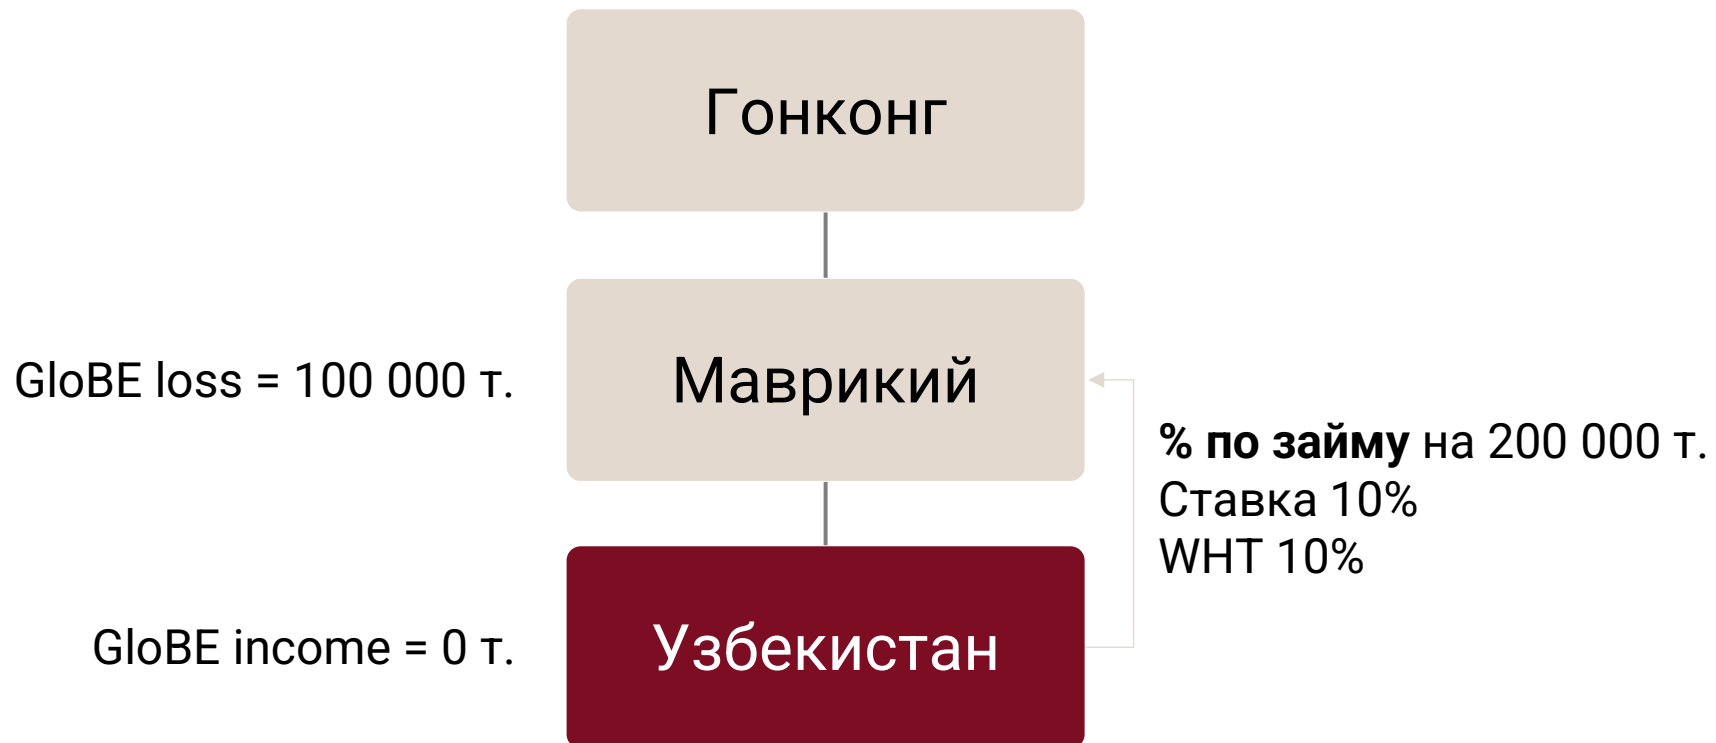 Гонконг
GloBE loss = 100 000 т.
Маврикий
% по займу на 200 000 т.
Ставка 10%
WHT 10%
GloBE income = 0 т.
Узбекистан